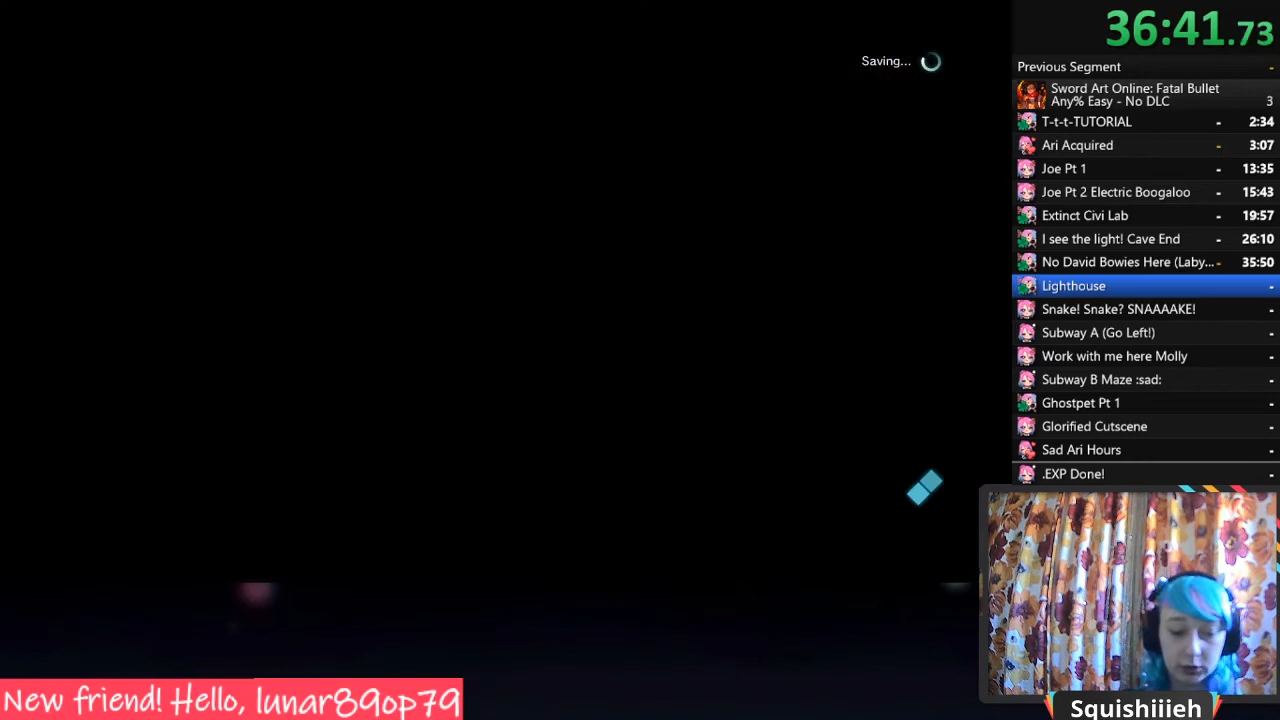 36:41.73
Saving...
Previous Segment -
Sword Art Online: Fatal Bullet
Any% Easy - No DLC 3
T-t-t-TUTORIAL - 2:34
Ari Acquired - 3:07
Joe Pt 1 - 13:35
Joe Pt 2 Electric Boogaloo - 15:43
Extinct Civi Lab - 19:57
I see the light! Cave End - 26:10
No David Bowies Here (Laby... - 35:50
Lighthouse -
Snake! Snake? SNAAAAKE! -
Subway A (Go Left!) -
Work with me here Molly -
Subway B Maze :sad: -
Ghostpet Pt 1 -
Glorified Cutscene -
Sad Ari Hours -
.EXP Done! -
New friend! Hello, lunar89op79
Squishiiieh